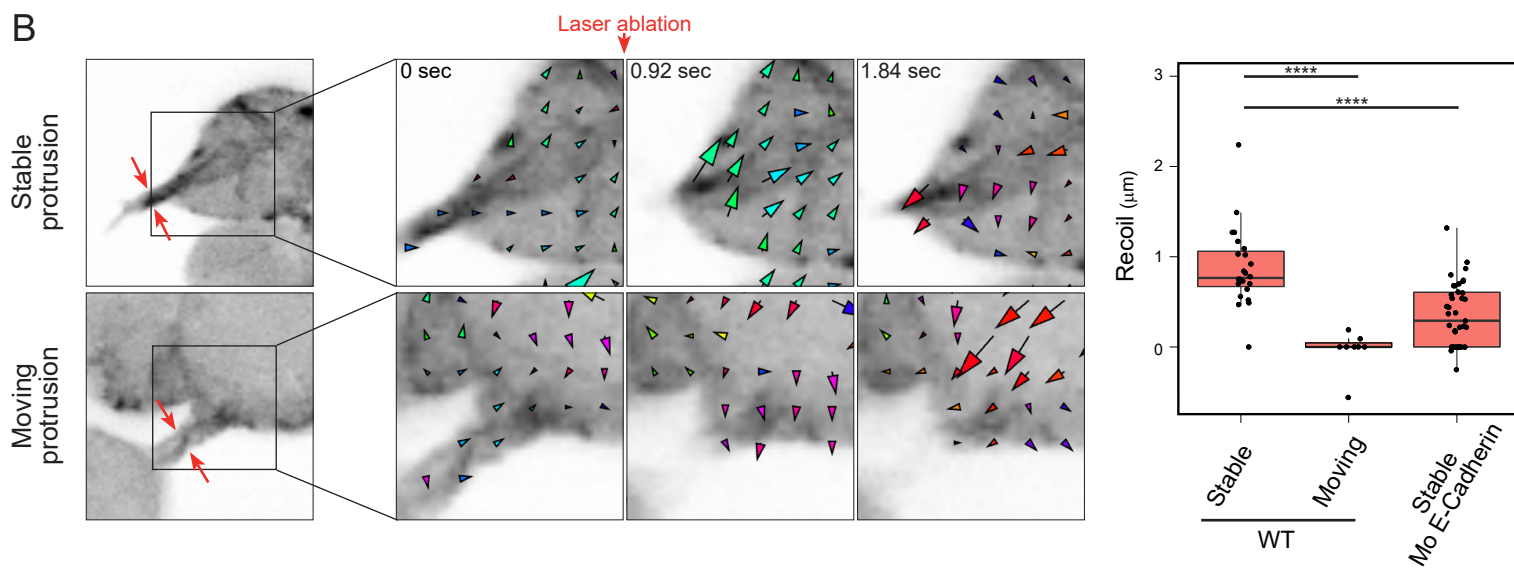 B
Laser ablation
Stable
protrusion
0 sec
0.92 sec
1.84 sec
Moving
protrusion
Recoil (μm)
3
2
1
0
****
****
Stable
Moving
Stable
Mo E-Cadherin
WT